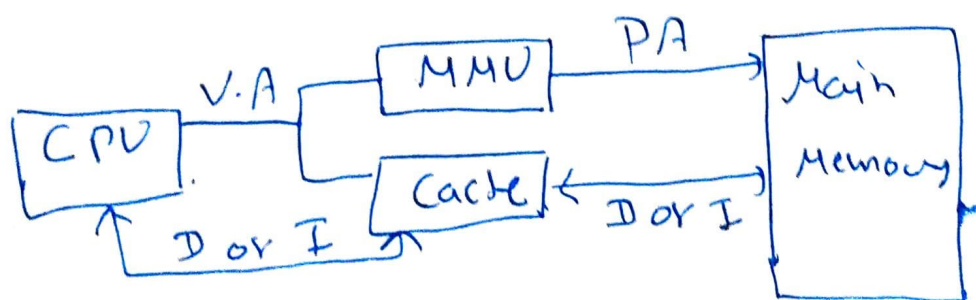 PA
V.A
MMU
Main
Memory
CPU
Cache
D or I
D or I